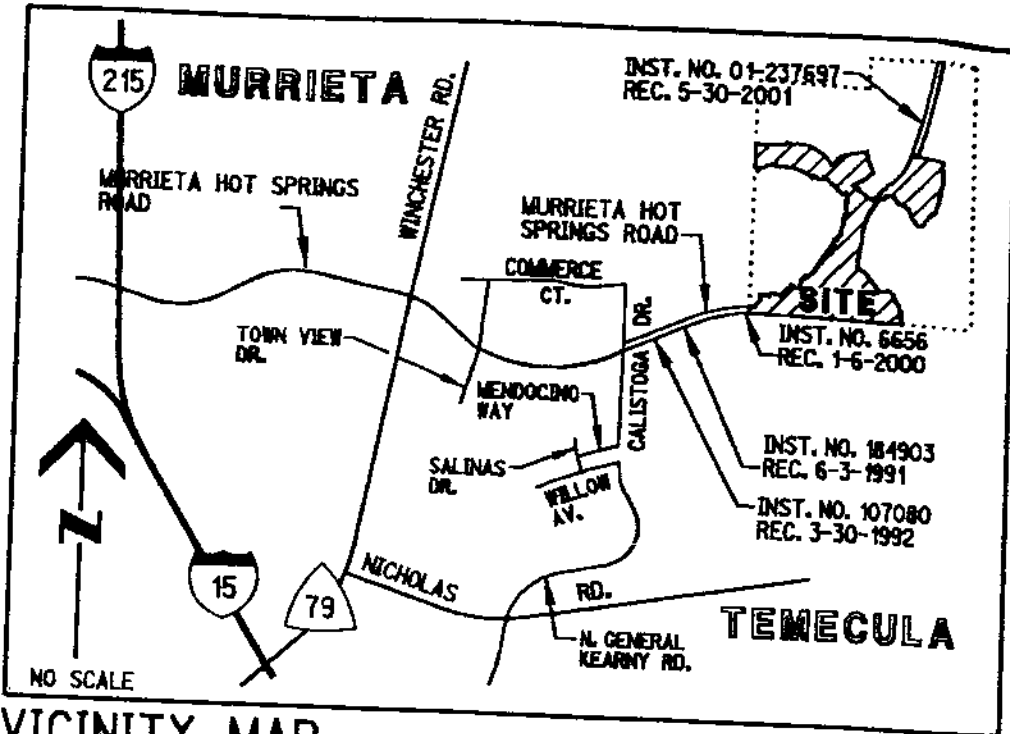 215
MURRIETA
WINCHESTER RD.
INST. NO. 01-237697
REC. 5-30-2001
MURRIETA HOT SPRINGS
ROAD
MURRIETA HOT
SPRINGS ROAD
COMMERCE
CT.
SITE
INST. NO. 6656
REC. 1-6-2000
TOWN VIEW
DR.
CALISTOGA DR.
MENDOCINO
WAY
SALINAS
DR.
WILLOW
AV.
INST. NO. 184903
REC. 6-3-1991
INST. NO. 107080
REC. 3-30-1992
N
15
79
NICHOLAS RD.
TEMECULA
N. GENERAL
KEARNY RD.
NO SCALE
VICINITY MAP